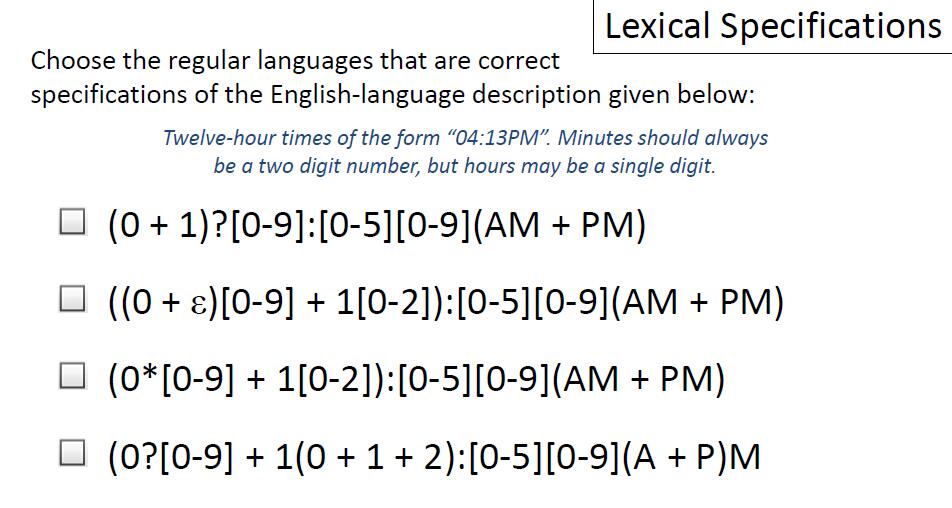 Lexical Specifications
Choose the regular languages that are correct
specifications of the English-language description given below:
Twelve-hour times of the form “04:13PM”. Minutes should always
be a two digit number, but hours may be a single digit.
(0 + 1)?[0-9]:[0-5][0-9](AM + PM)
((0 + ε)[0-9] + 1[0-2]):[0-5][0-9](AM + PM)
(0*[0-9] + 1[0-2]):[0-5][0-9](AM + PM)
(0?[0-9] + 1(0 + 1 + 2):[0-5][0-9](A + P)M